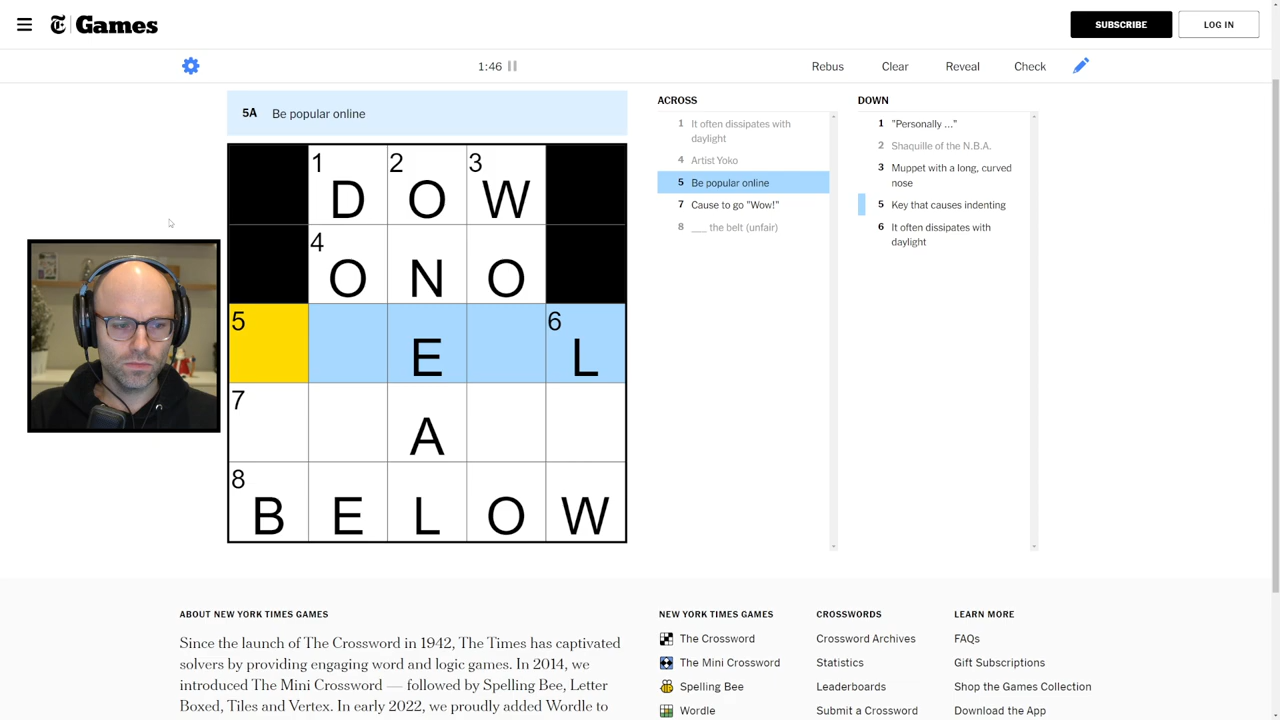 Games
SUBSCRIBE
LOG IN
1:46
Rebus
Clear
Reveal
Check
5A Be popular online
1 2 3
D O W
4
O N O
5 6
E L
7
A
8
B E L O W
ACROSS
1 It often dissipates with
daylight
4 Artist Yoko
5 Be popular online
7 Cause to go "Wow!"
8 ___ the belt (unfair)
DOWN
1 "Personally ..."
2 Shaquille of the N.B.A.
3 Muppet with a long, curved
nose
5 Key that causes indenting
6 It often dissipates with
daylight
ABOUT NEW YORK TIMES GAMES
Since the launch of The Crossword in 1942, The Times has captivated
solvers by providing engaging word and logic games. In 2014, we
introduced The Mini Crossword — followed by Spelling Bee, Letter
Boxed, Tiles and Vertex. In early 2022, we proudly added Wordle to
NEW YORK TIMES GAMES
The Crossword
The Mini Crossword
Spelling Bee
Wordle
CROSSWORDS
Crossword Archives
Statistics
Leaderboards
Submit a Crossword
LEARN MORE
FAQs
Gift Subscriptions
Shop the Games Collection
Download the App